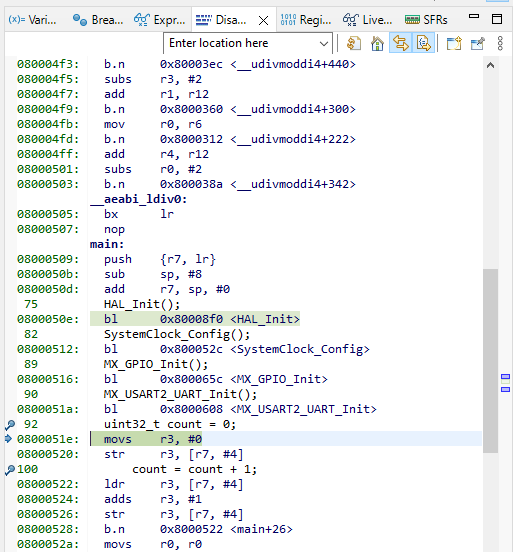 (x)= Vari... Brea... Expr... Disa... Regi... Live... SFRs
Enter location here
080004f3: b.n 0x80003ec <__udivmoddi4+440>
080004f5: subs r3, #2
080004f7: add r1, r12
080004f9: b.n 0x8000360 <__udivmoddi4+300>
080004fb: mov r0, r6
080004fd: b.n 0x8000312 <__udivmoddi4+222>
080004ff: add r4, r12
08000501: subs r0, #2
08000503: b.n 0x800038a <__udivmoddi4+342>
__aeabi_ldiv0:
08000505: bx lr
08000507: nop
main:
08000509: push {r7, lr}
0800050b: sub sp, #8
0800050d: add r7, sp, #0
75 HAL_Init();
0800050e: bl 0x80008f0 <HAL_Init>
82 SystemClock_Config();
08000512: bl 0x800052c <SystemClock_Config>
89 MX_GPIO_Init();
08000516: bl 0x800065c <MX_GPIO_Init>
90 MX_USART2_UART_Init();
0800051a: bl 0x8000608 <MX_USART2_UART_Init>
92 uint32_t count = 0;
0800051e: movs r3, #0
08000520: str r3, [r7, #4]
100 count = count + 1;
08000522: ldr r3, [r7, #4]
08000524: adds r3, #1
08000526: str r3, [r7, #4]
08000528: b.n 0x8000522 <main+26>
0800052a: movs r0, r0